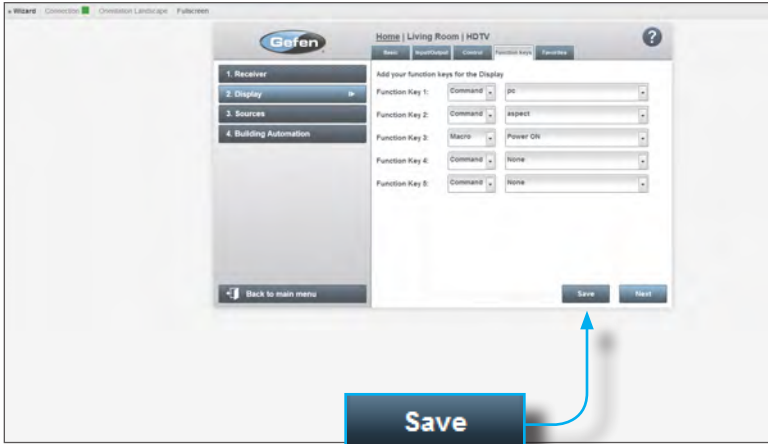 ▸ Wizard Connection Orientation Landscape Fullscreen
Gefen
Home | Living Room | HDTV
?
Basic Input/Output Control Function keys Favorites
1. Receiver
2. Display
3. Sources
4. Building Automation
Add your function keys for the Display
Function Key 1: Command pc
Function Key 2: Command aspect
Function Key 3: Macro Power ON
Function Key 4: Command None
Function Key 5: Command None
Back to main menu
Save Next
Save